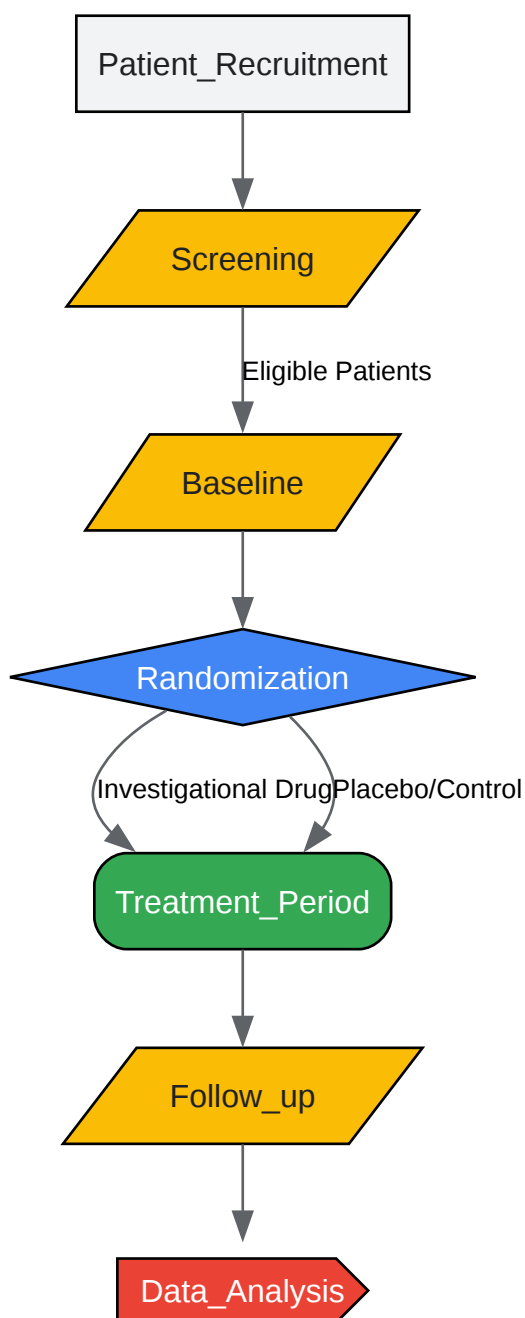 Patient_Recruitment
Screening
Eligible Patients
Baseline
Randomization
Investigational Drug
Placebo/Control
Treatment_Period
Follow_up
Data_Analysis